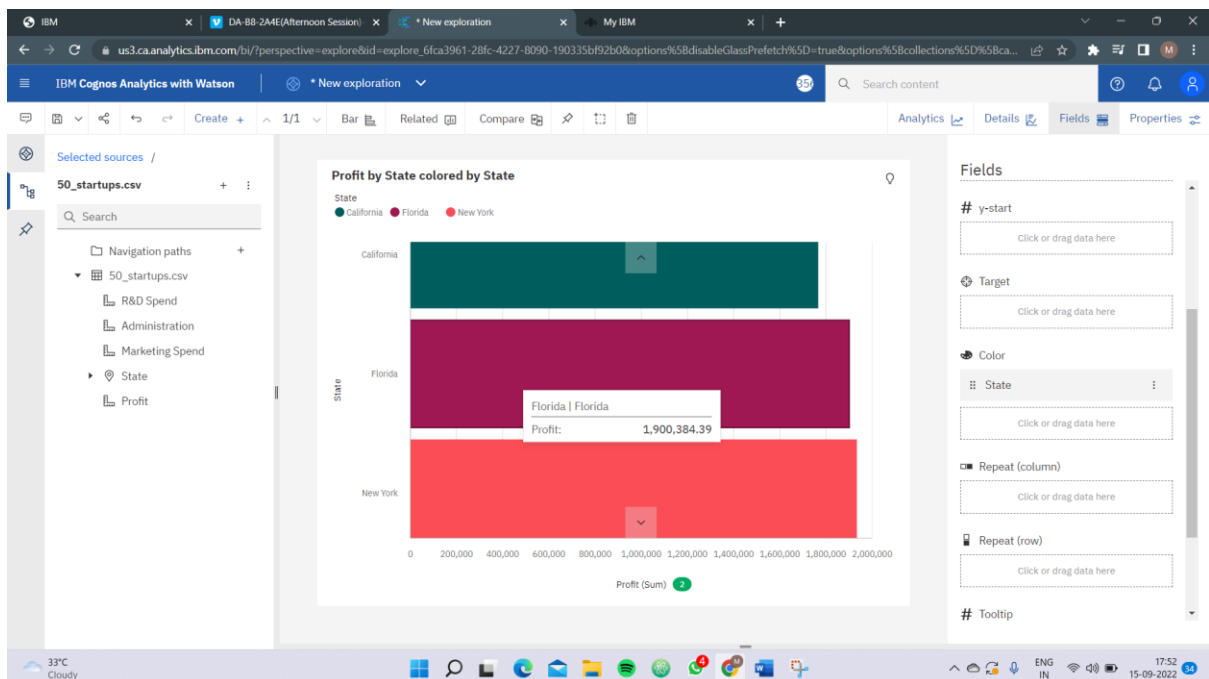 IBM
DA-B8-2A4E(Afternoon Session)
* New exploration
My IBM
us3.ca.analytics.ibm.com/bi/?perspective=explore&id=explore_6fca3961-28fc-4227-8090-190335bf92b0&options%5BdisableGlassPrefetch%5D=true&options%5Bcollections%5D%5Bca...
M
IBM Cognos Analytics with Watson
* New exploration
Search content
Create +
1/1
Bar
Related
Compare
Analytics
Details
Fields
Properties
Selected sources /
50_startups.csv
Search
Navigation paths
50_startups.csv
R&D Spend
Administration
Marketing Spend
State
Profit
Profit by State colored by State
State
California
Florida
New York
California
Florida
New York
State
Florida | Florida
Profit: 1,900,384.39
0 200,000 400,000 600,000 800,000 1,000,000 1,200,000 1,400,000 1,600,000 1,800,000 2,000,000
Profit (Sum) 2
Fields
# y-start
Click or drag data here
Target
Click or drag data here
Color
State
Click or drag data here
Repeat (column)
Click or drag data here
Repeat (row)
Click or drag data here
# Tooltip
33°C
Cloudy
4
ENG
IN
17:52
15-09-2022
34